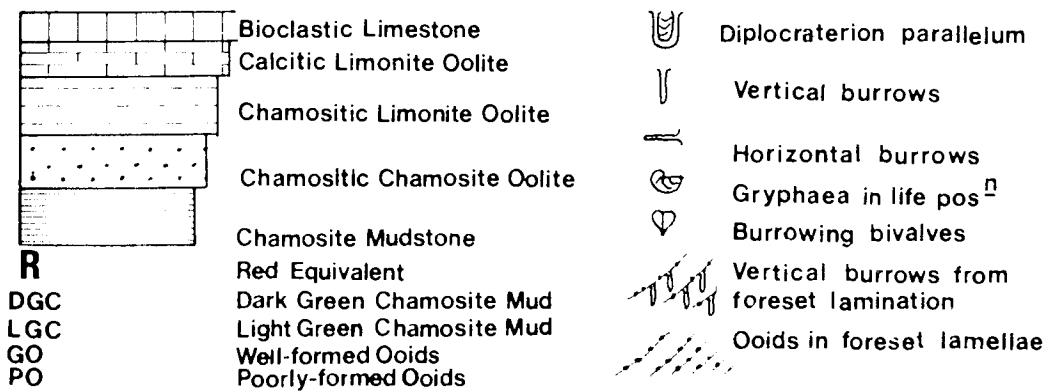 Bioclastic Limestone
Calcitic Limonite Oolite
Chamositic Limonite Oolite
Chamositic Chamosite Oolite
Chamosite Mudstone
R Red Equivalent
DGC Dark Green Chamosite Mud
LGC Light Green Chamosite Mud
GO Well-formed Ooids
PO Poorly-formed Ooids
Diplocraterion parallelum
Vertical burrows
Horizontal burrows
Gryphaea in life posⁿ
Burrowing bivalves
Vertical burrows from
foreset lamination
Ooids in foreset lamellae